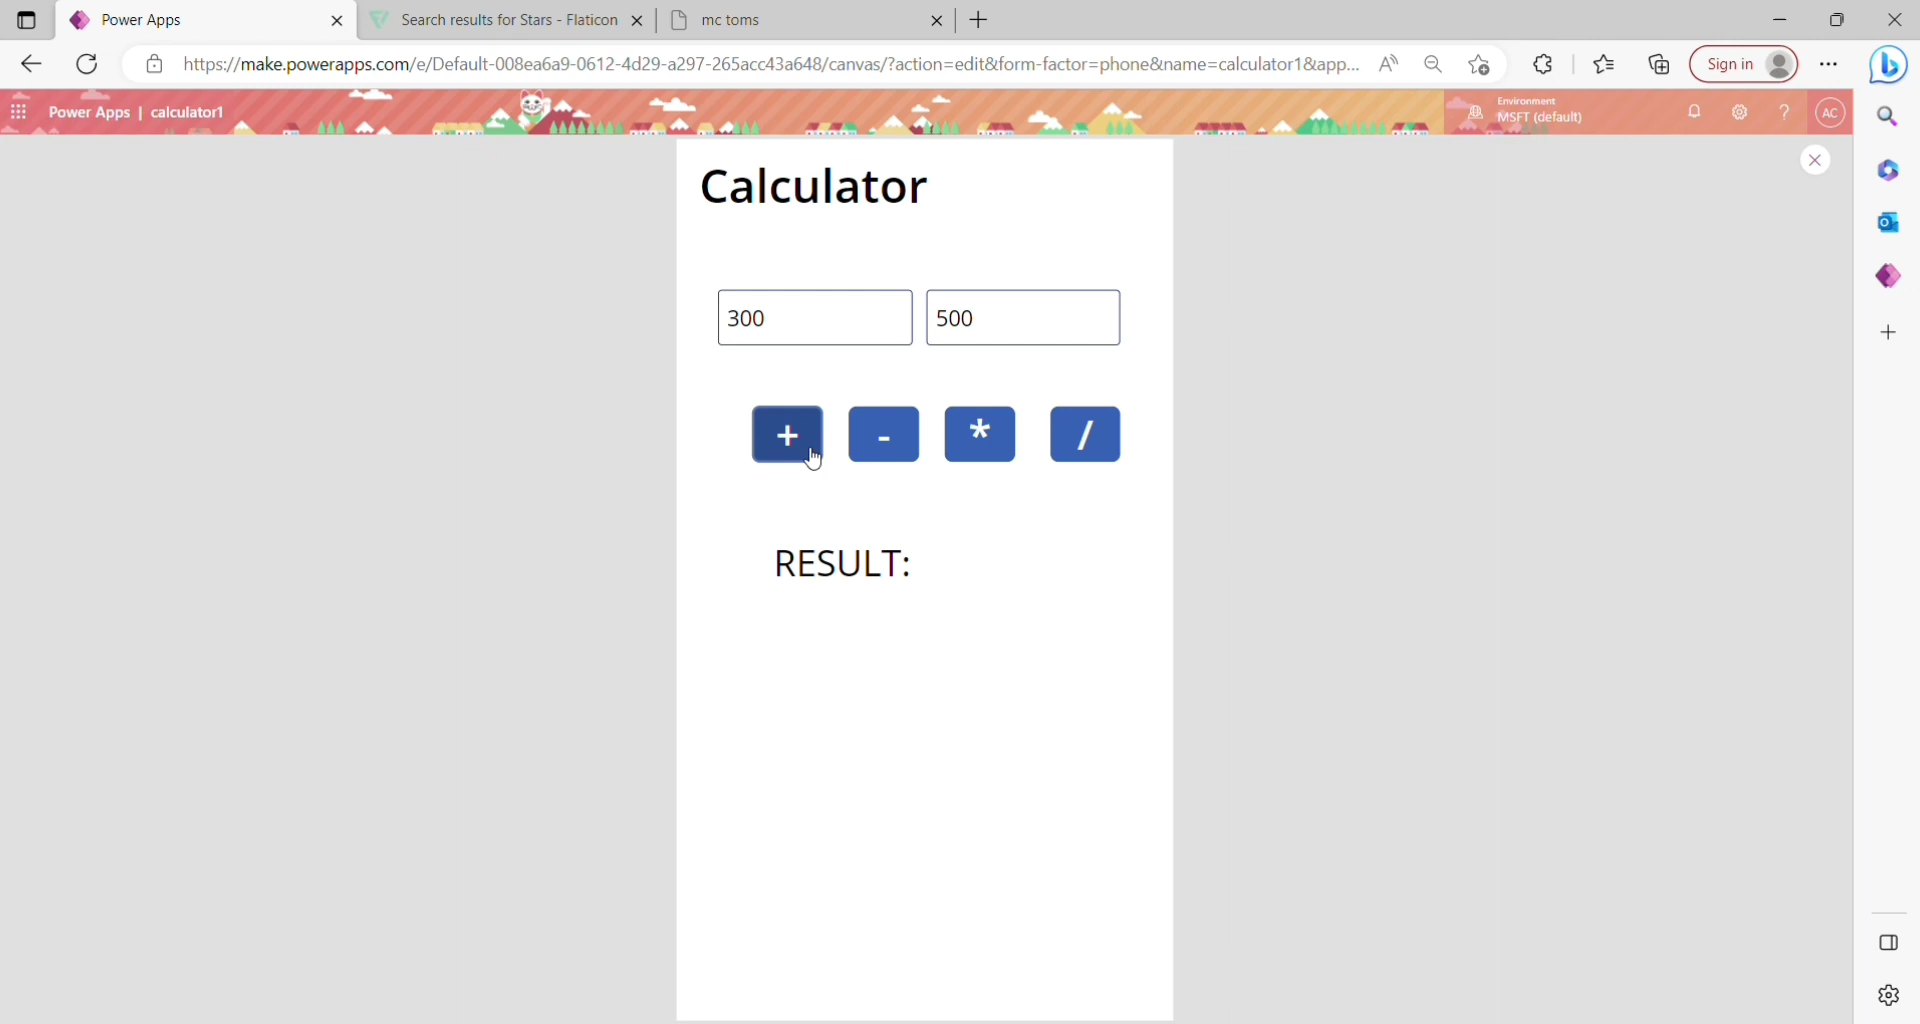 Power Apps
Search results for Stars - Flaticon
mc toms
https://make.powerapps.com/e/Default-008ea6a9-0612-4d29-a297-265acc43a648/canvas/?action=edit&form-factor=phone&name=calculator1&app...
Sign in
Power Apps | calculator1
Environment
MSFT (default)
AC
Calculator
300
500
+ - * /
RESULT: